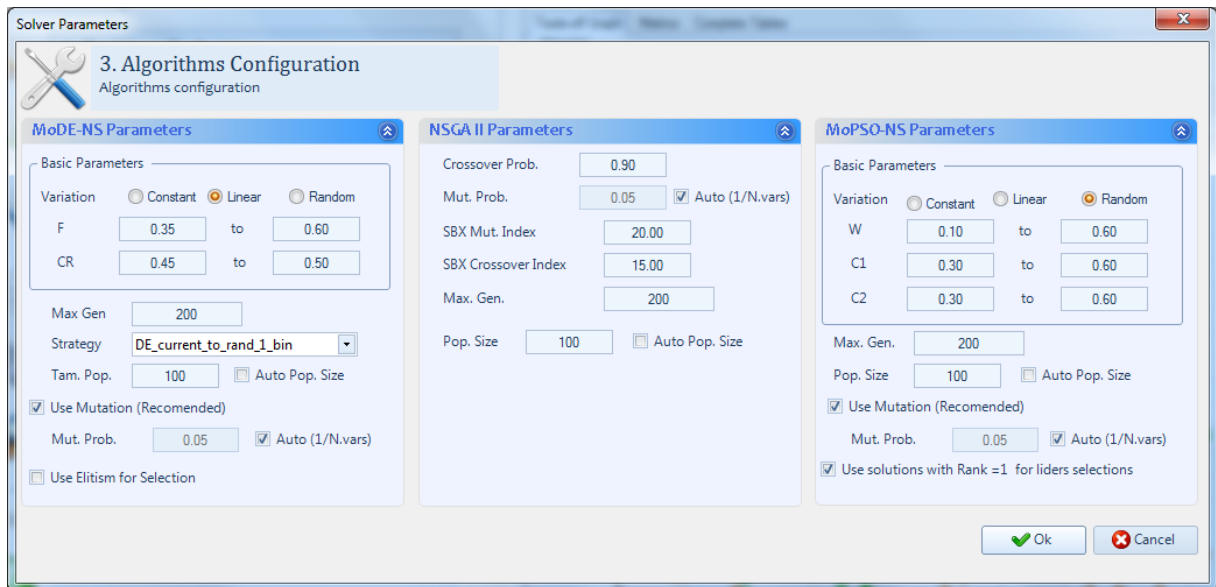 Solver Parameters
3. Algorithms Configuration
Algorithms configuration
MoDE-NS Parameters
Basic Parameters
Variation Constant Linear Random
F 0.35 to 0.60
CR 0.45 to 0.50
Max Gen 200
Strategy DE_current_to_rand_1_bin
Tam. Pop. 100 Auto Pop. Size
Use Mutation (Recomended)
Mut. Prob. 0.05 Auto (1/N.vars)
Use Elitism for Selection
NSGA II Parameters
Crossover Prob. 0.90
Mut. Prob. 0.05 Auto (1/N.vars)
SBX Mut. Index 20.00
SBX Crossover Index 15.00
Max. Gen. 200
Pop. Size 100 Auto Pop. Size
MoPSO-NS Parameters
Basic Parameters
Variation Constant Linear Random
W 0.10 to 0.60
C1 0.30 to 0.60
C2 0.30 to 0.60
Max. Gen. 200
Pop. Size 100 Auto Pop. Size
Use Mutation (Recomended)
Mut. Prob. 0.05 Auto (1/N.vars)
Use solutions with Rank =1 for liders selections
Ok Cancel